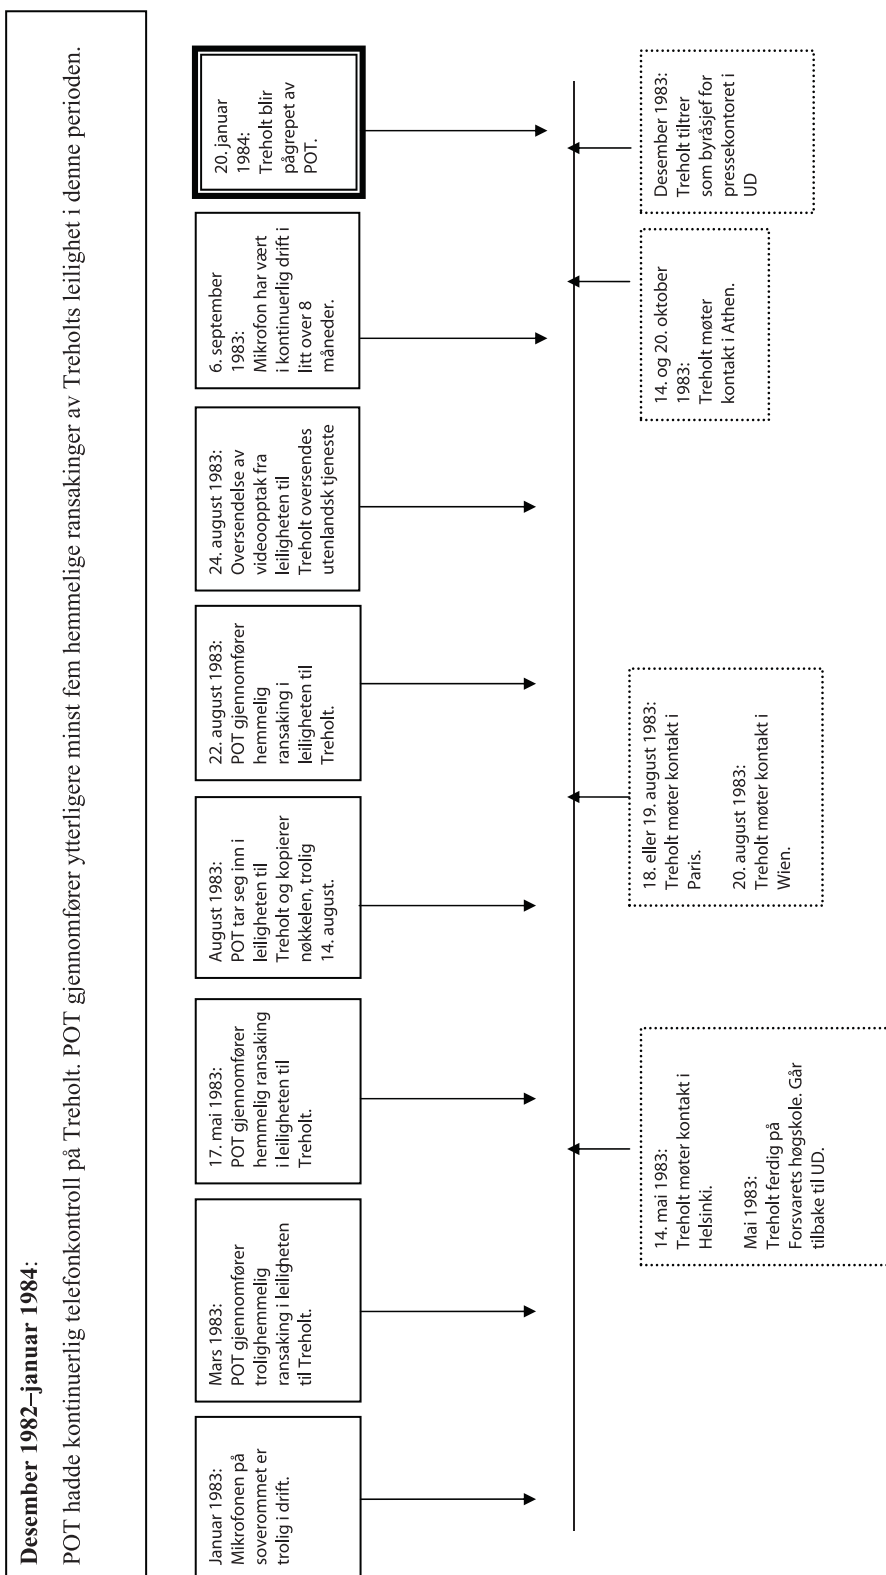 Desember 1982–januar 1984:
POT hadde kontinuerlig telefonkontroll på Treholt. POT gjennomfører ytterligere minst fem hemmelige ransakinger av Treholts leilighet i denne perioden.
Januar 1983:
Mikrofonen på
soverommet er
trolig i drift.
Mars 1983:
POT gjennomfører
trolighemmelig
ransaking i leiligheten
til Treholt.
17. mai 1983:
POT gjennomfører
hemmelig ransaking
i leiligheten til
Treholt.
August 1983:
POT tar seg inn i
leiligheten til
Treholt og kopierer
nøkkelen, trolig
14. august.
22. august 1983:
POT gjennomfører
hemmelig
ransaking i
leiligheten til
Treholt.
24. august 1983:
Oversendelse av
videoopptak fra
leiligheten til
Treholt oversendes
utenlandsk tjeneste
6. september
1983:
Mikrofon har vært
i kontinuerlig drift i
litt over 8
måneder.
20. januar
1984:
Treholt blir
pågrepet av
POT.
14. mai 1983:
Treholt møter kontakt i
Helsinki.
Mai 1983:
Treholt ferdig på
Forsvarets høgskole. Går
tilbake til UD.
18. eller 19. august 1983:
Treholt møter kontakt i
Paris.
20. august 1983:
Treholt møter kontakt i
Wien.
14. og 20. oktober
1983:
Treholt møter
kontakt i Athen.
Desember 1983:
Treholt tiltrer
som byråsjef for
pressekontoret i
UD